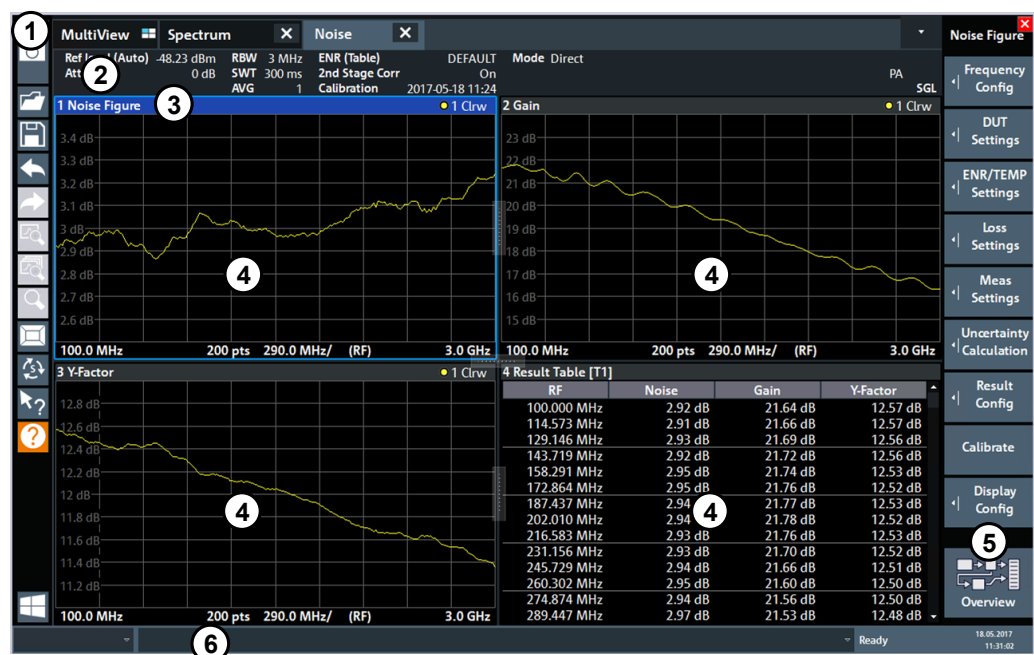 1
MultiView Spectrum Noise
Noise Figure
Ref level (Auto) -48.23 dBm RBW 3 MHz ENR (Table) DEFAULT Mode Direct
Att 0 dB SWT 300 ms 2nd Stage Corr On PA
AVG 1 Calibration 2017-05-18 11:24 SGL
2
3
1 Noise Figure 1 Clrw
3.4 dB
3.3 dB
3.2 dB
3.1 dB
3 dB
2.9 dB
2.8 dB
2.7 dB
2.6 dB
4
100.0 MHz 200 pts 290.0 MHz/ (RF) 3.0 GHz
2 Gain 1 Clrw
23 dB
22 dB
21 dB
20 dB
19 dB
18 dB
17 dB
16 dB
15 dB
4
100.0 MHz 200 pts 290.0 MHz/ (RF) 3.0 GHz
3 Y-Factor 1 Clrw
12.8 dB
12.6 dB
12.4 dB
12.2 dB
12 dB
11.8 dB
11.6 dB
11.4 dB
11.2 dB
4
100.0 MHz 200 pts 290.0 MHz/ (RF) 3.0 GHz
4 Result Table [T1]
RF Noise Gain Y-Factor
100.000 MHz 2.92 dB 21.64 dB 12.57 dB
114.573 MHz 2.91 dB 21.66 dB 12.57 dB
129.146 MHz 2.93 dB 21.69 dB 12.56 dB
143.719 MHz 2.92 dB 21.72 dB 12.56 dB
158.291 MHz 2.95 dB 21.74 dB 12.53 dB
172.864 MHz 2.95 dB 21.76 dB 12.52 dB
187.437 MHz 2.94 21.77 dB 12.53 dB
202.010 MHz 2.94 21.78 dB 12.52 dB
216.583 MHz 2.93 dB 21.76 dB 12.53 dB
231.156 MHz 2.93 dB 21.70 dB 12.52 dB
245.729 MHz 2.94 dB 21.66 dB 12.51 dB
260.302 MHz 2.95 dB 21.60 dB 12.50 dB
274.874 MHz 2.94 dB 21.56 dB 12.50 dB
289.447 MHz 2.97 dB 21.53 dB 12.48 dB
4
Frequency
Config
DUT
Settings
ENR/TEMP
Settings
Loss
Settings
Meas
Settings
Uncertainty
Calculation
Result
Config
Calibrate
Display
Config
5
Overview
6
Ready
18.05.2017
11:31:02